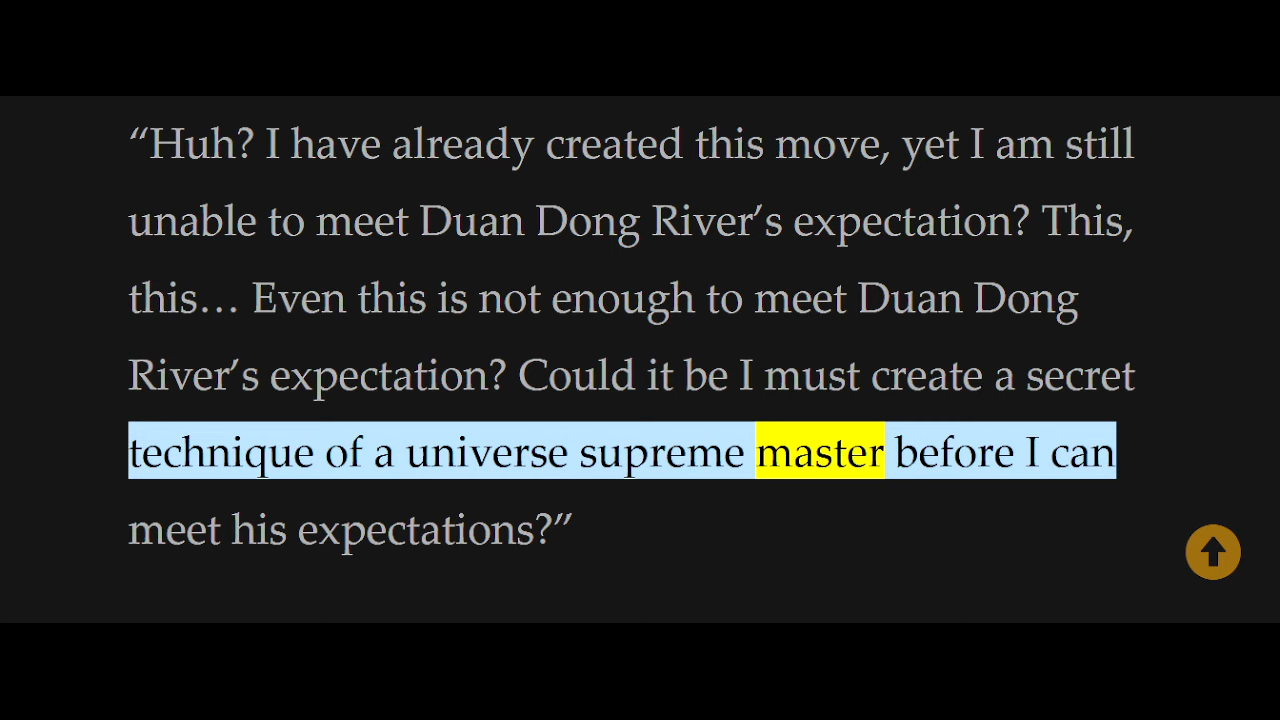 “Huh? I have already created this move, yet I am still
unable to meet Duan Dong River’s expectation? This,
this… Even this is not enough to meet Duan Dong
River’s expectation? Could it be I must create a secret
technique of a universe supreme master before I can
meet his expectations?”